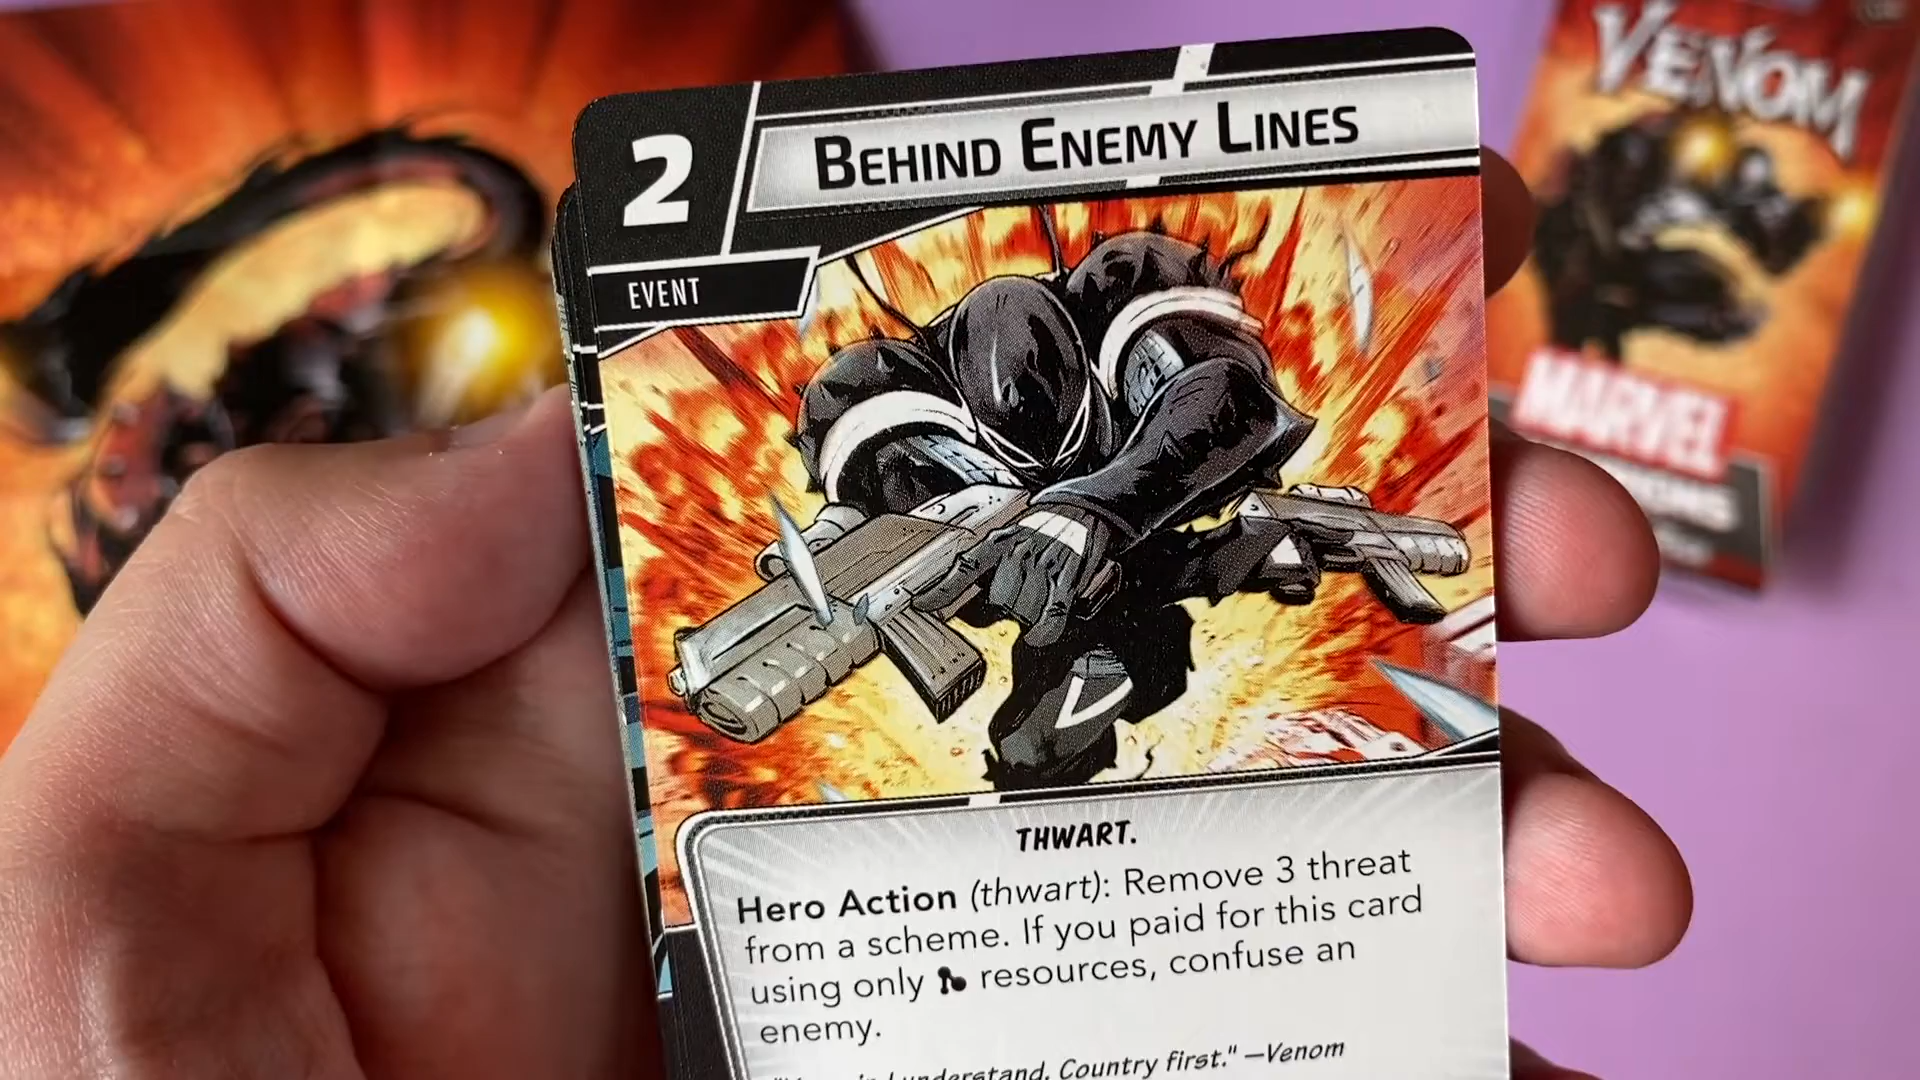 2
BEHIND ENEMY LINES
EVENT
THWART.
Hero Action (thwart): Remove 3 threat
from a scheme. If you paid for this card
using only resources, confuse an
enemy.
understand. Country first." —Venom
VENOM
MARVEL